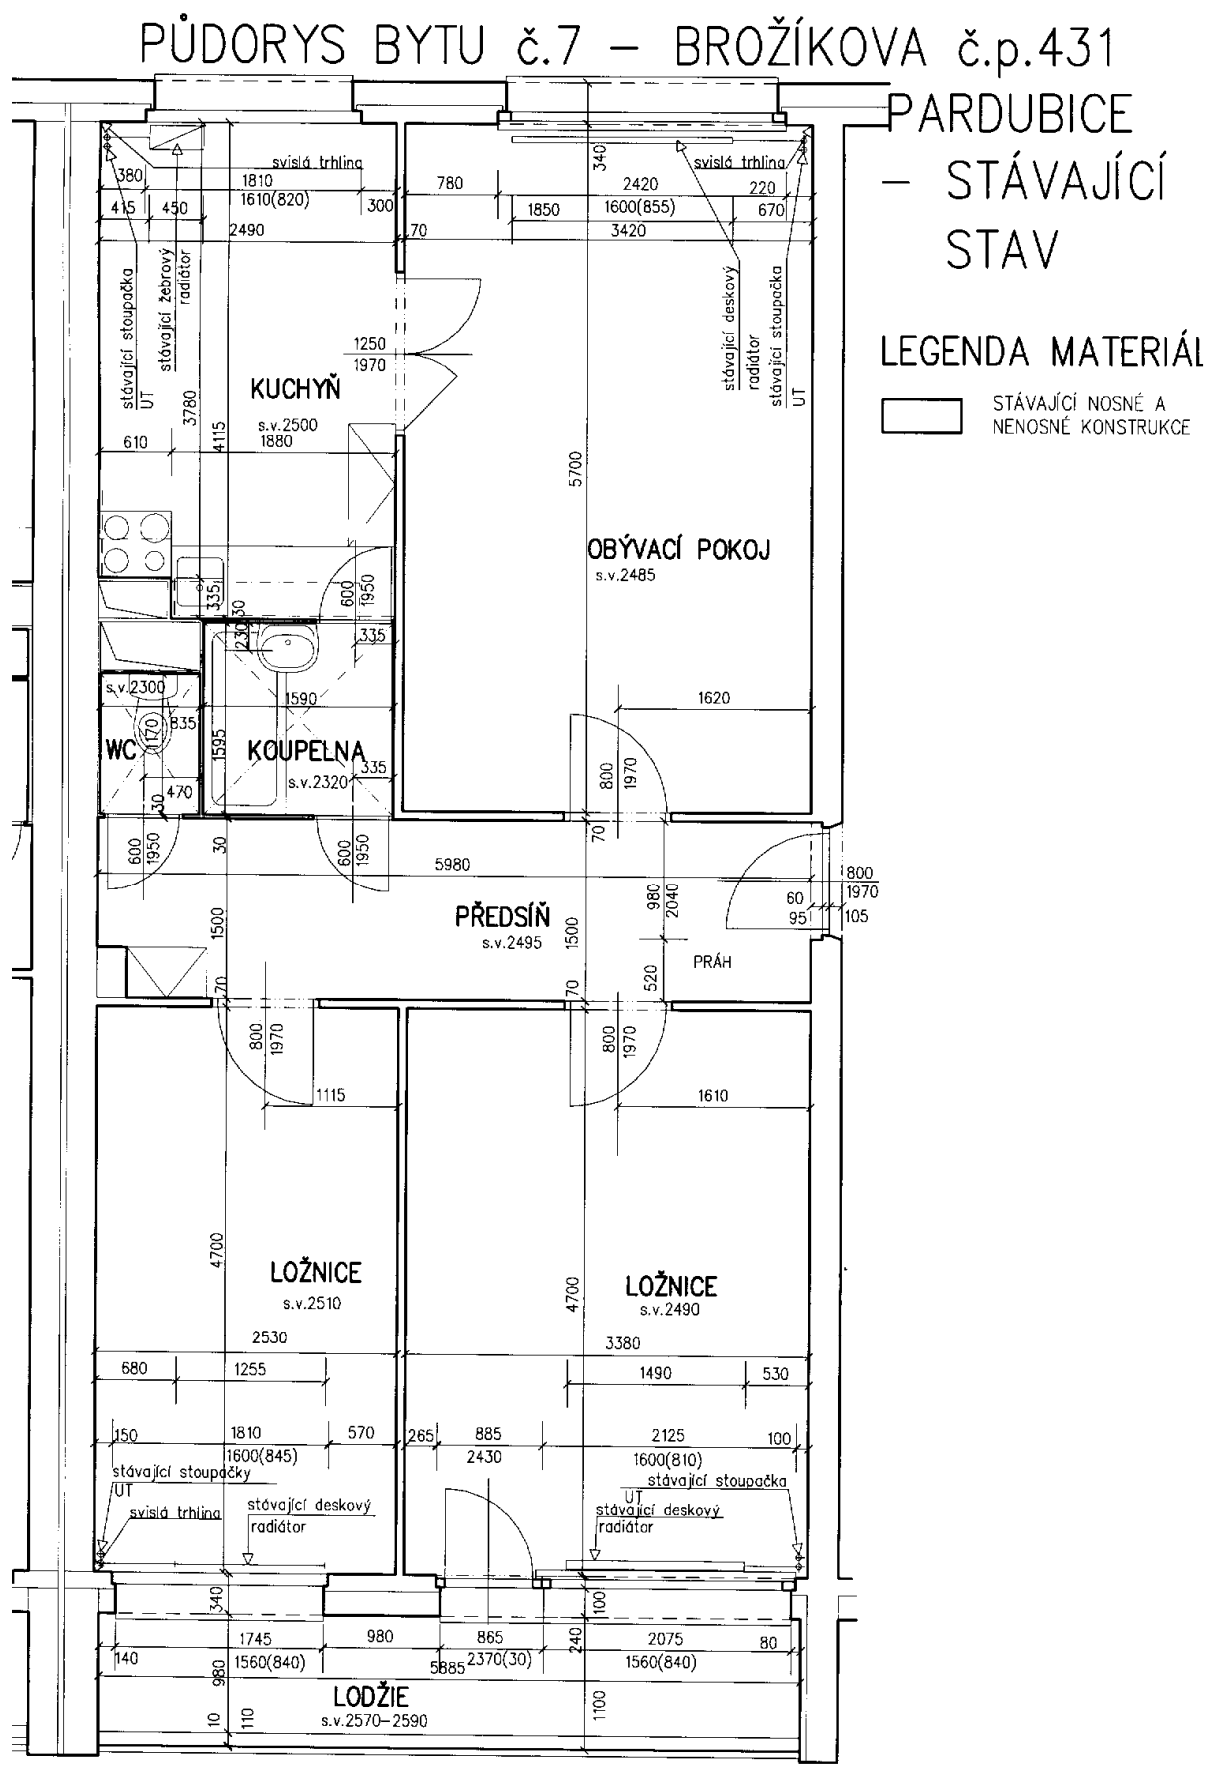 PŮDORYS BYTU č.7 – BROŽÍKOVA č.p.431
PARDUBICE
– STÁVAJÍCÍ
STAV
LEGENDA MATERIÁL
STÁVAJÍCÍ NOSNÉ A
NENOSNÉ KONSTRUKCE
svislá trhlina
380
1810
1610(820)
300
415
450
2490
70
stávající stoupačka
UT
stávající žebrový
radiátor
340
svislá trhlina
780
2420
220
1850
1600(855)
670
3420
stávající deskový
radiátor
stávající stoupačka
UT
1250
1970
KUCHYŇ
s.v.2500
3780
4115
610
1880
5700
OBÝVACÍ POKOJ
s.v.2485
335
30
230
600
1950
335
s.v.2300
835
1590
1620
WC
1170
1595
KOUPELNA
s.v.2320
335
470
30
800
1970
600
1950
30
600
1950
5980
70
980
2040
800
1970
60
95
105
1500
PŘEDSÍŇ
s.v.2495
1500
PRÁH
520
70
70
800
1970
800
1970
1115
1610
4700
LOŽNICE
s.v.2510
4700
LOŽNICE
s.v.2490
2530
3380
680
1255
1490
530
150
1810
1600(845)
570
265
885
2430
2125
1600(810)
100
stávající stoupačky
UT
svislá trhlina
stávající deskový
radiátor
stávající stoupačka
UT
stávající deskový
radiátor
340
100
140
1745
1560(840)
980
865
2370(30)
240
2075
1560(840)
80
980
5885
LODŽIE
s.v.2570–2590
10
110
1100